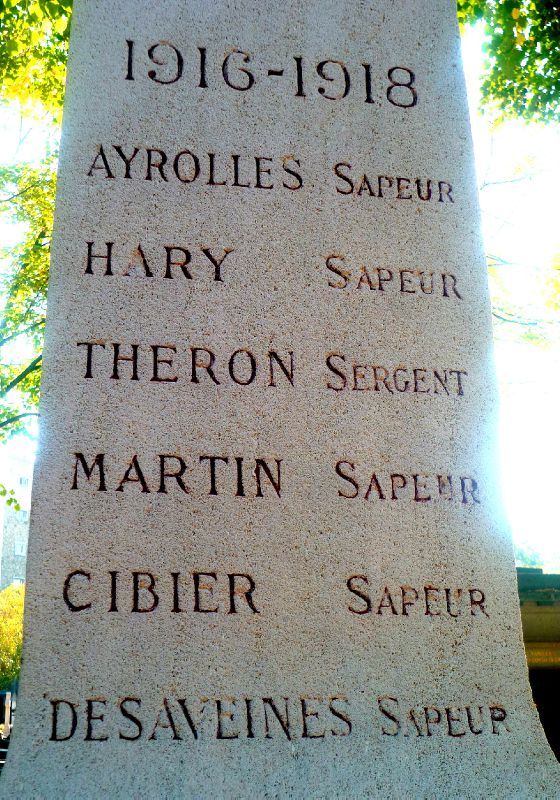 1916-1918
AYROLLES SAPEUR
HARY SAPEUR
THERON SERGENT
MARTIN SAPEUR
CIBIER SAPEUR
DESAVEINES SAPEUR